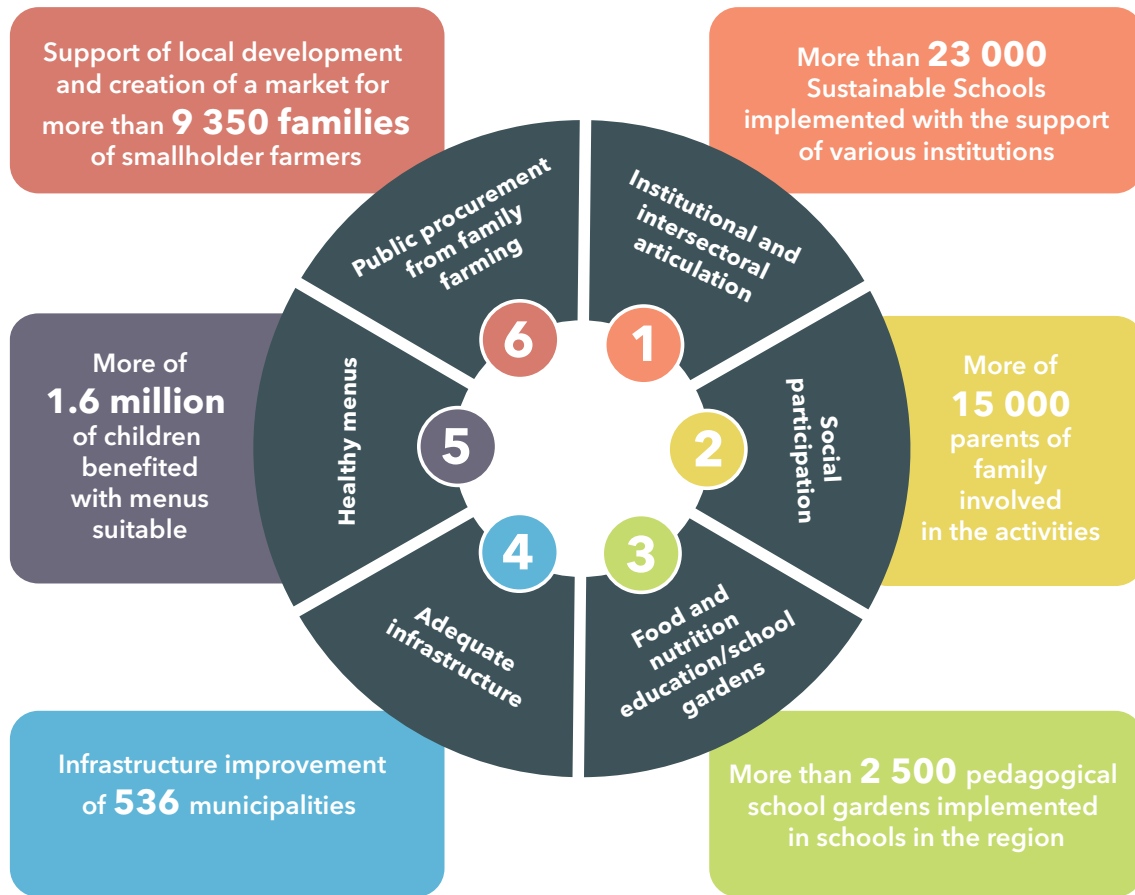 Support of local development
and creation of a market for
more than 9 350 families
of smallholder farmers
More than 23 000
Sustainable Schools
implemented with the support
of various institutions
Public procurement
from family
farming
6
Institutional and
intersectoral
articulation
1
More of
1.6 million
of children
benefited
with menus
suitable
Healthy menus
5
2
Social
participation
More of
15 000
parents of
family
involved
in the activities
4
Adequate
infrastructure
3
Food and
nutrition
education/school
gardens
Infrastructure improvement
of 536 municipalities
More than 2 500 pedagogical
school gardens implemented
in schools in the region